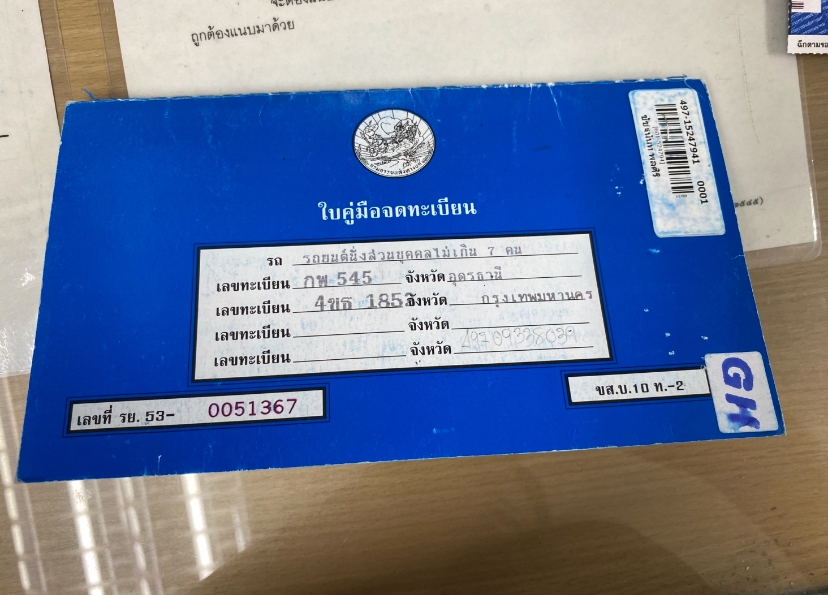 ถูกต้องแนบมาด้วย
ใบคู่มือจดทะเบียน
รถ รถยนต์นั่งส่วนบุคคลไม่เกิน 7 คน
เลขทะเบียน กพ 545 จังหวัด อุดรธานี
เลขทะเบียน 4ขธ 185 จังหวัด กรุงเทพมหานคร
เลขทะเบียน จังหวัด
เลขทะเบียน จังหวัด
เลขที่ รย. 53- 0051367
ขส.บ.10 ท.-2
GH
497-15247941 0001